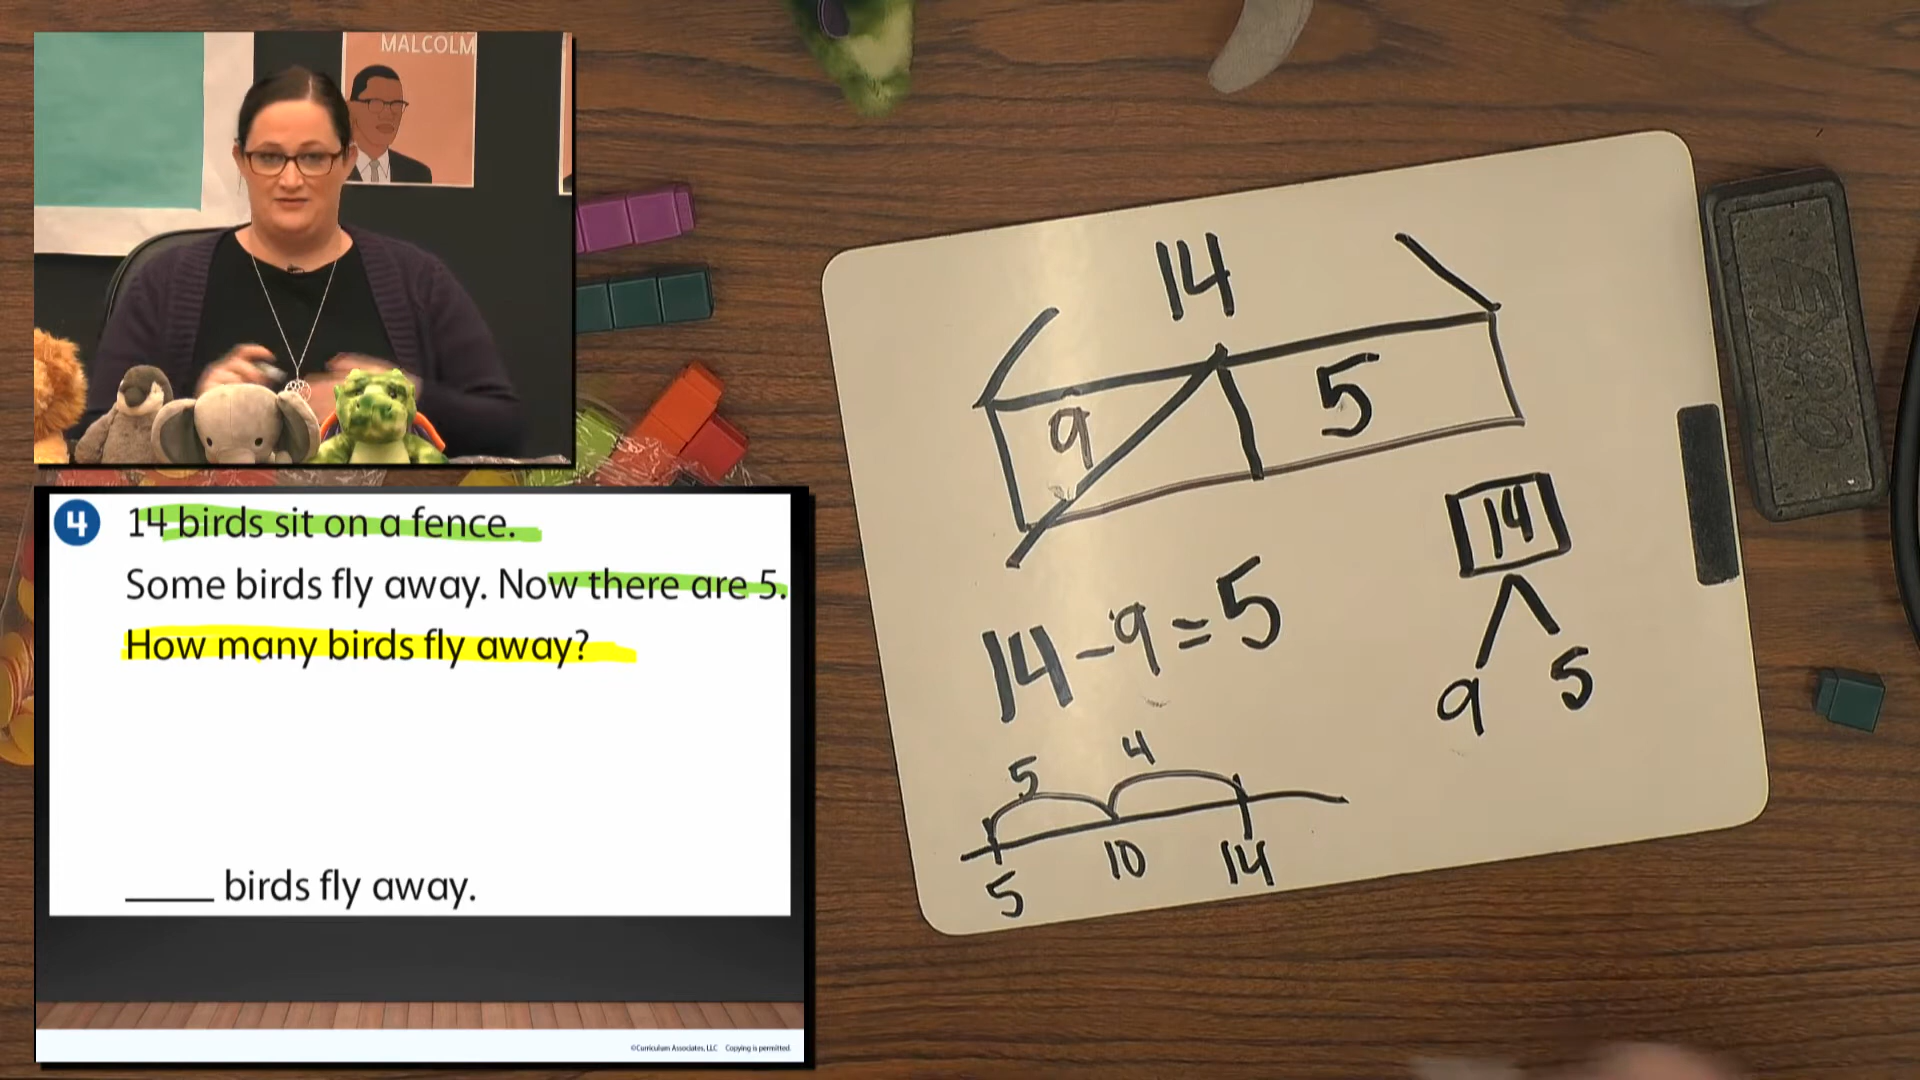 MALCOLM
4
14 birds sit on a fence.
Some birds fly away. Now there are 5.
How many birds fly away?
____ birds fly away.
©Curriculum Associates, LLC Copying is permitted.
14
9 5
14 - 9 = 5
14
9 5
5 4
5 10 14
EXPO